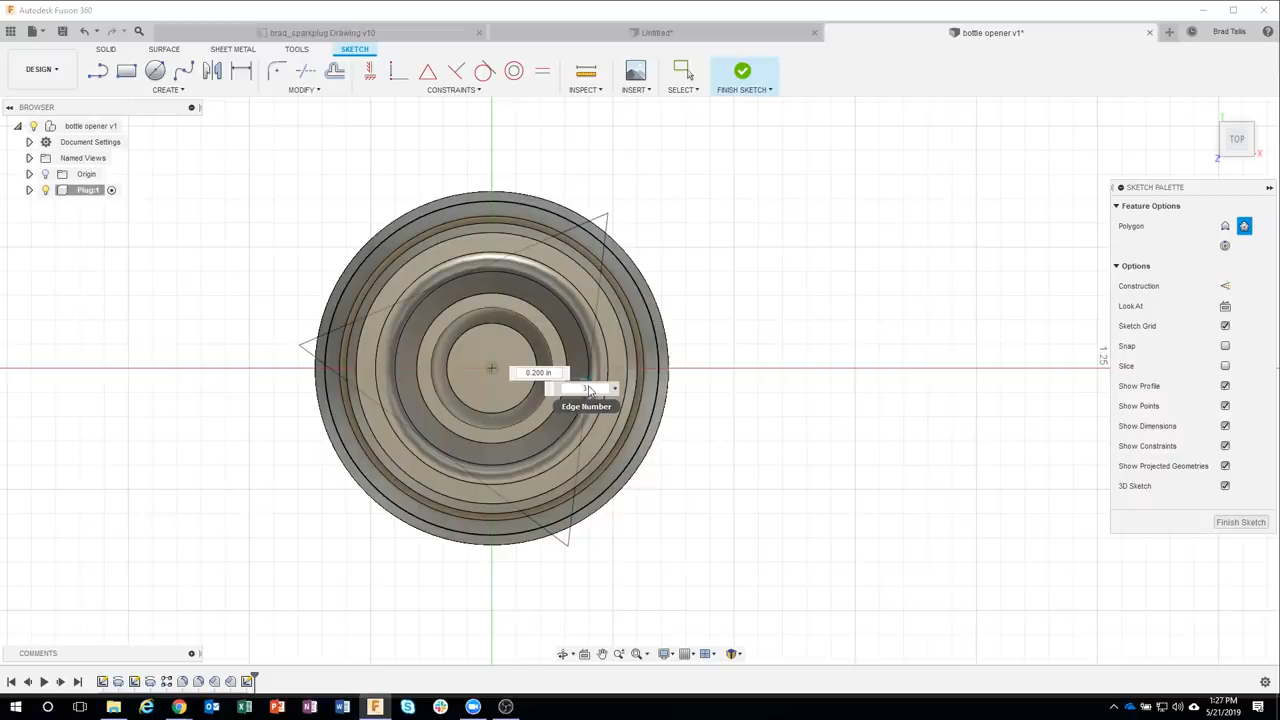 Autodesk Fusion 360
brad_sparkplug Drawing v10
Untitled*
bottle opener v1*
Brad Tallis
DESIGN
SOLID
SURFACE
SHEET METAL
TOOLS
SKETCH
CREATE
MODIFY
CONSTRAINTS
INSPECT
INSERT
SELECT
FINISH SKETCH
BROWSER
bottle opener v1
Document Settings
Named Views
Origin
Plug:1
TOP
Y
X
Z
SKETCH PALETTE
Feature Options
Polygon
Options
Construction
Look At
Sketch Grid
Snap
Slice
Show Profile
Show Points
Show Dimensions
Show Constraints
Show Projected Geometries
3D Sketch
Finish Sketch
1.25
0.200 in
3
Edge Number
COMMENTS
1:27 PM
5/21/2019